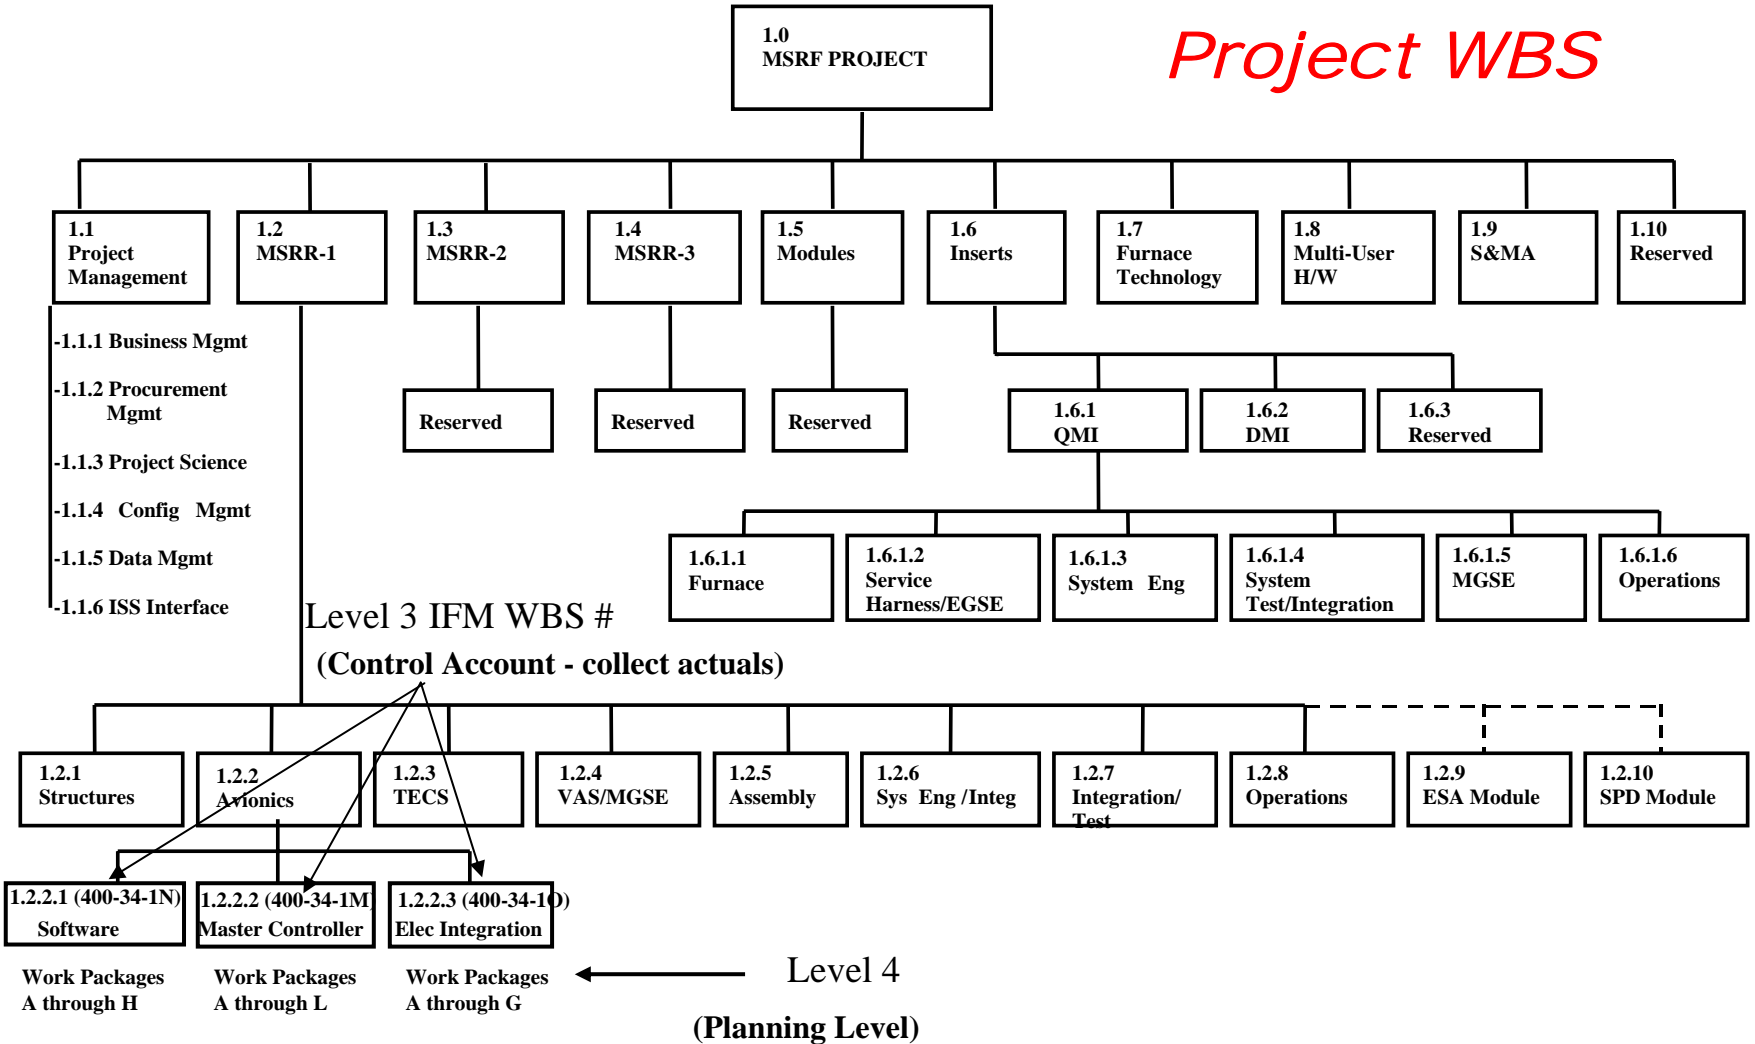 Project WBS
1.0
MSRF PROJECT
1.1
Project
Management
1.2
MSRR-1
1.3
MSRR-2
1.4
MSRR-3
1.5
Modules
1.6
Inserts
1.7
Furnace
Technology
1.8
Multi-User
H/W
1.9
S&MA
1.10
Reserved
-1.1.1 Business Mgmt
-1.1.2 Procurement
Mgmt
-1.1.3 Project Science
-1.1.4 Config Mgmt
-1.1.5 Data Mgmt
-1.1.6 ISS Interface
Reserved
Reserved
Reserved
1.6.1
QMI
1.6.2
DMI
1.6.3
Reserved
1.6.1.1
Furnace
1.6.1.2
Service
Harness/EGSE
1.6.1.3
System Eng
1.6.1.4
System
Test/Integration
1.6.1.5
MGSE
1.6.1.6
Operations
Level 3 IFM WBS #
(Control Account - collect actuals)
1.2.1
Structures
1.2.2
Avionics
1.2.3
TECS
1.2.4
VAS/MGSE
1.2.5
Assembly
1.2.6
Sys Eng /Integ
1.2.7
Integration/
Test
1.2.8
Operations
1.2.9
ESA Module
1.2.10
SPD Module
1.2.2.1 (400-34-1N)
Software
1.2.2.2 (400-34-1M)
Master Controller
1.2.2.3 (400-34-1O)
Elec Integration
Work Packages
A through H
Work Packages
A through L
Work Packages
A through G
Level 4
(Planning Level)